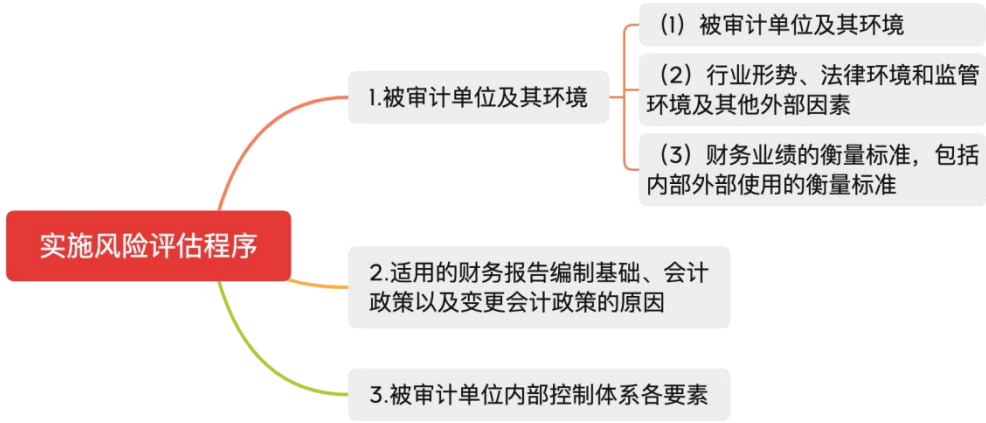 实施风险评估程序
1.被审计单位及其环境
（1）被审计单位及其环境
（2）行业形势、法律环境和监管
环境及其他外部因素
（3）财务业绩的衡量标准，包括
内部外部使用的衡量标准
2.适用的财务报告编制基础、会计
政策以及变更会计政策的原因
3.被审计单位内部控制体系各要素